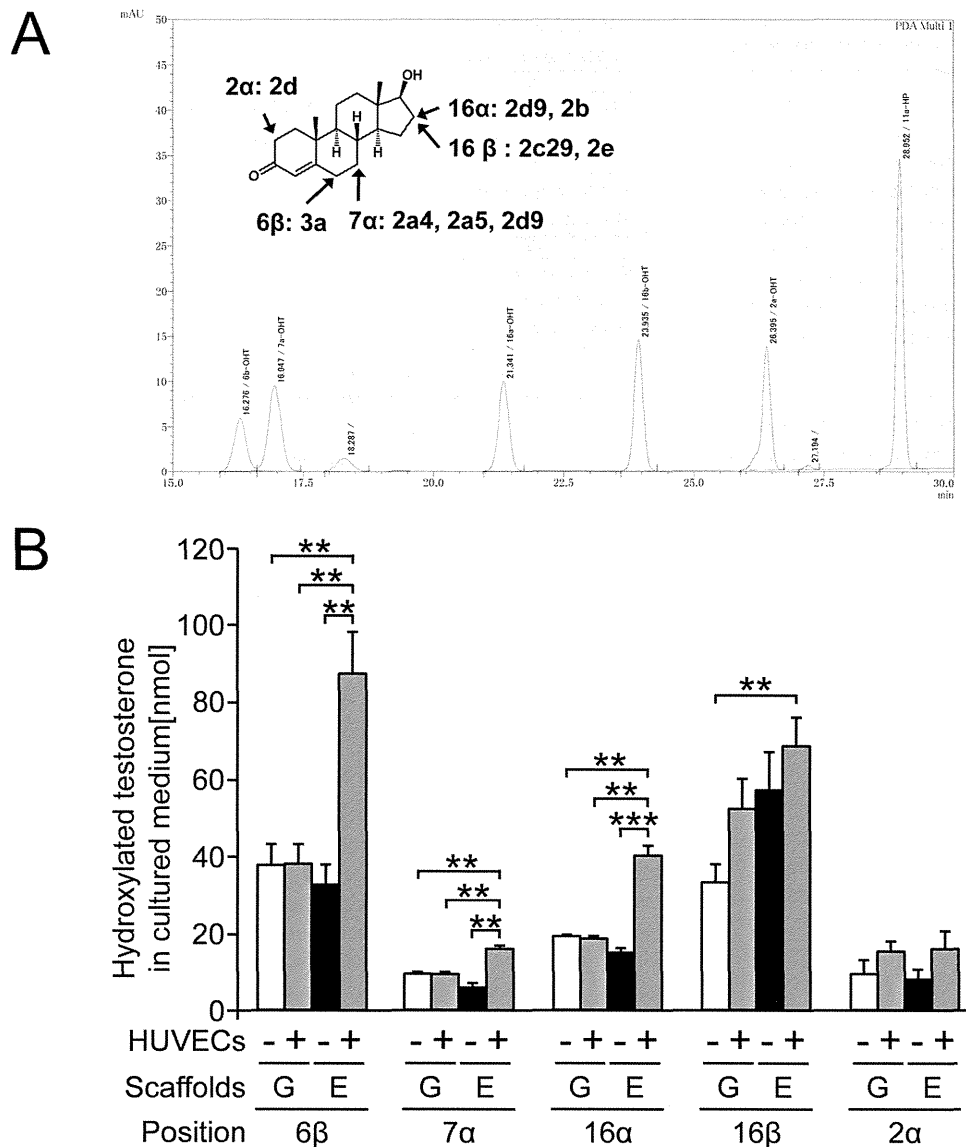 A
mAU
PDA Multi 1
50
45
40
35
30
25
20
15
10
5
0
2α: 2d
OH
16α: 2d9, 2b
16 β : 2c29, 2e
H
H
H
O
6β: 3a
7α: 2a4, 2a5, 2d9
16.276 / 6b-OHT
16.947 / 7a-OHT
18.287 /
21.341 / 16a-OHT
23.935 / 16b-OHT
26.395 / 2a-OHT
27.194 /
28.952 / 11a-HP
15.0 17.5 20.0 22.5 25.0 27.5 30.0
min
B
Hydroxylated testosterone
in cultured medium[nmol]
120
100
80
60
40
20
0
** ** **
** ** **
** ** ***
**
HUVECs - + - + - + - + - + - + - + - + - + - +
Scaffolds G E G E G E G E G E
Position 6β 7α 16α 16β 2α